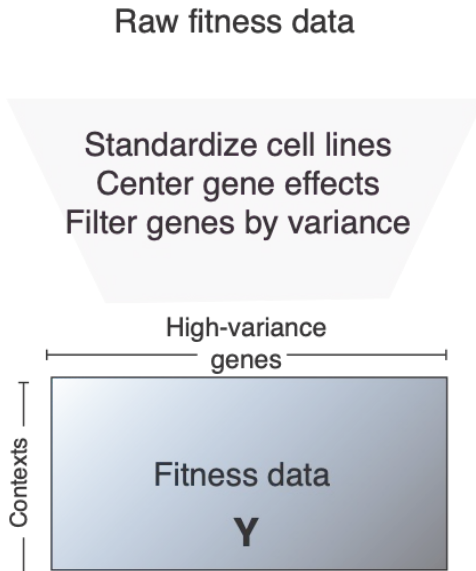 Raw fitness data
Standardize cell lines
Center gene effects
Filter genes by variance
High-variance
genes
Contexts
Fitness data
Y